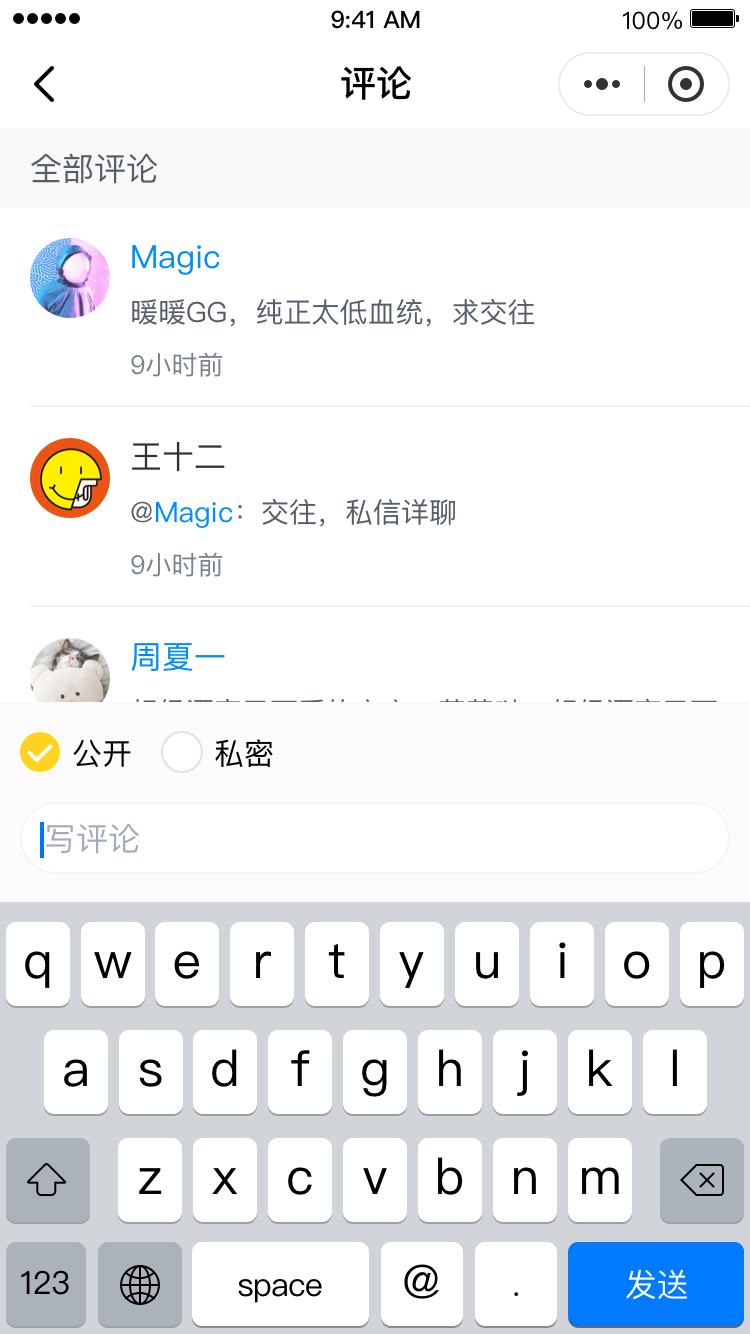 9:41 AM
100%
评论
全部评论
Magic
暖暖GG，纯正太低血统，求交往
9小时前
王十二
@Magic：交往，私信详聊
9小时前
周夏一
公开
私密
写评论
q w e r t y u i o p
a s d f g h j k l
z x c v b n m
123
space
@
.
发送